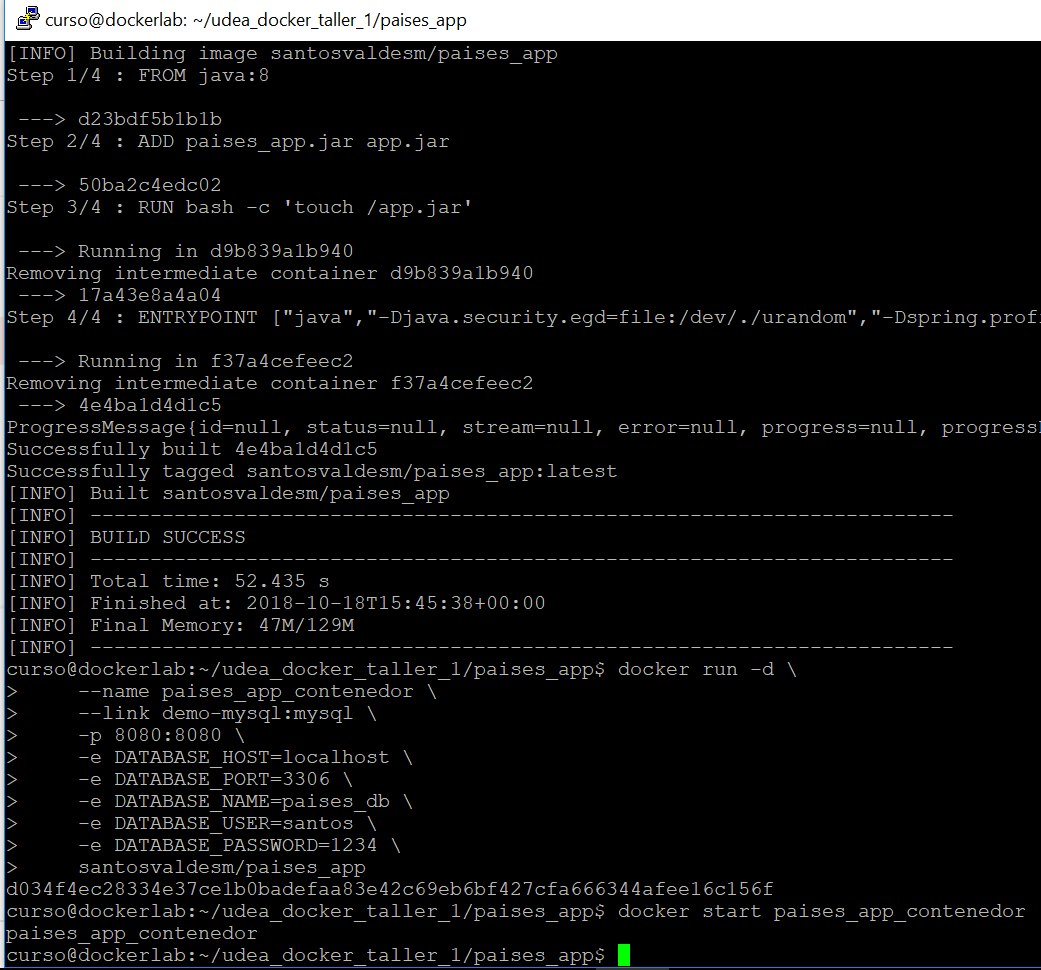 curso@dockerlab: ~/udea_docker_taller_1/paises_app
[INFO] Building image santosvaldesm/paises_app
Step 1/4 : FROM java:8
---> d23bdf5b1b1b
Step 2/4 : ADD paises_app.jar app.jar
---> 50ba2c4edc02
Step 3/4 : RUN bash -c 'touch /app.jar'
---> Running in d9b839a1b940
Removing intermediate container d9b839a1b940
---> 17a43e8a4a04
Step 4/4 : ENTRYPOINT ["java","-Djava.security.egd=file:/dev/./urandom","-Dspring.profi
---> Running in f37a4cefeec2
Removing intermediate container f37a4cefeec2
---> 4e4ba1d4d1c5
ProgressMessage{id=null, status=null, stream=null, error=null, progress=null, progress
Successfully built 4e4ba1d4d1c5
Successfully tagged santosvaldesm/paises_app:latest
[INFO] Built santosvaldesm/paises_app
[INFO] ------------------------------------------------------------------------
[INFO] BUILD SUCCESS
[INFO] ------------------------------------------------------------------------
[INFO] Total time: 52.435 s
[INFO] Finished at: 2018-10-18T15:45:38+00:00
[INFO] Final Memory: 47M/129M
[INFO] ------------------------------------------------------------------------
curso@dockerlab:~/udea_docker_taller_1/paises_app$ docker run -d \
> --name paises_app_contenedor \
> --link demo-mysql:mysql \
> -p 8080:8080 \
> -e DATABASE_HOST=localhost \
> -e DATABASE_PORT=3306 \
> -e DATABASE_NAME=paises_db \
> -e DATABASE_USER=santos \
> -e DATABASE_PASSWORD=1234 \
> santosvaldesm/paises_app
d034f4ec28334e37ce1b0badefaa83e42c69eb6bf427cfa666344afee16c156f
curso@dockerlab:~/udea_docker_taller_1/paises_app$ docker start paises_app_contenedor
paises_app_contenedor
curso@dockerlab:~/udea_docker_taller_1/paises_app$